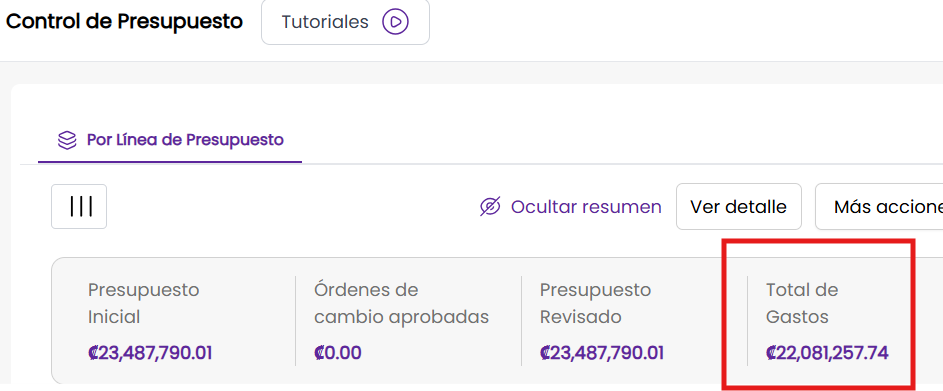 Control de Presupuesto
Tutoriales
Por Línea de Presupuesto
Ocultar resumen
Ver detalle
Más accione
Presupuesto
Inicial
₡23,487,790.01
Órdenes de
cambio aprobadas
₡0.00
Presupuesto
Revisado
₡23,487,790.01
Total de
Gastos
₡22,081,257.74